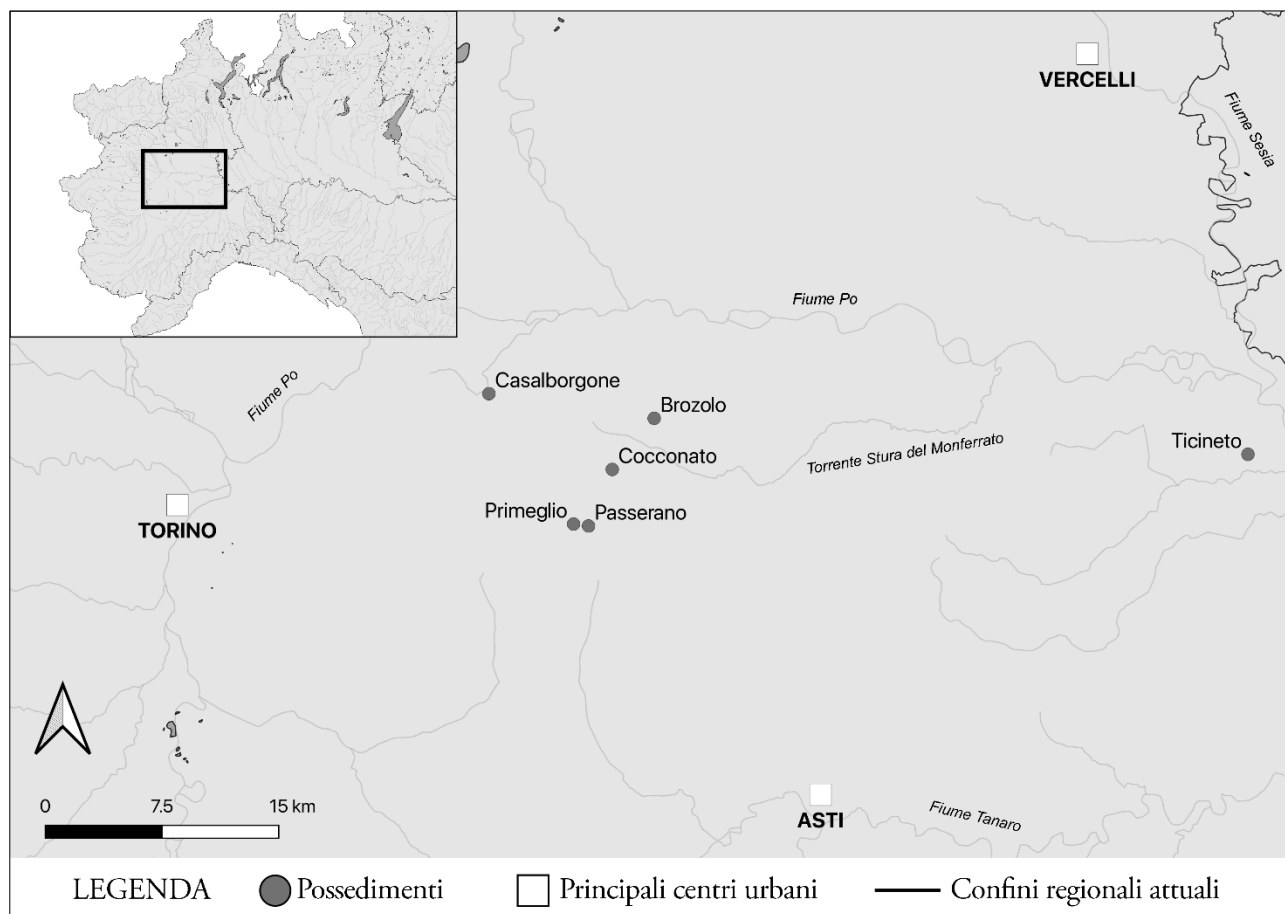 VERCELLI
Fiume Sesia
Fiume Po
Fiume Po
Casalborgone
Brozolo
Torrente Stura del Monferrato
Ticineto
Cocconato
TORINO
Primeglio
Passerano
0 7.5 15 km
ASTI
Fiume Tanaro
LEGENDA Possedimenti Principali centri urbani Confini regionali attuali